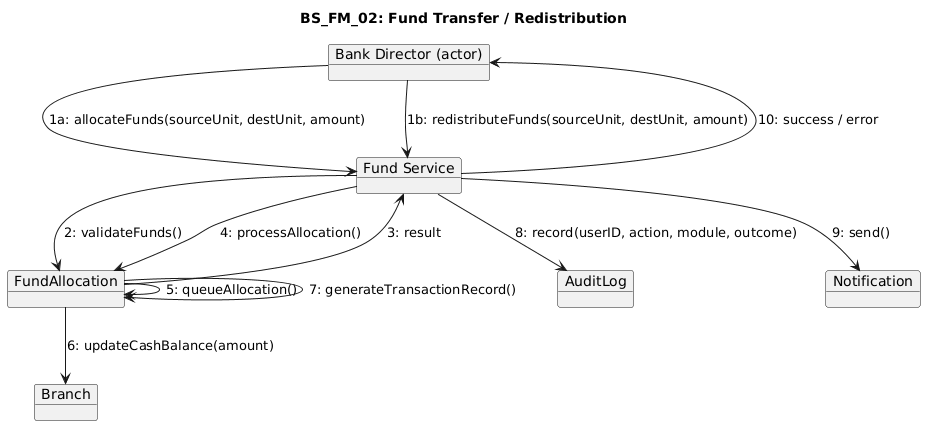 BS_FM_02: Fund Transfer / Redistribution
Bank Director (actor)
1a: allocateFunds(sourceUnit, destUnit, amount)
1b: redistributeFunds(sourceUnit, destUnit, amount)
10: success / error
Fund Service
2: validateFunds()
4: processAllocation()
3: result
8: record(userID, action, module, outcome)
9: send()
FundAllocation
5: queueAllocation()
7: generateTransactionRecord()
AuditLog
Notification
6: updateCashBalance(amount)
Branch